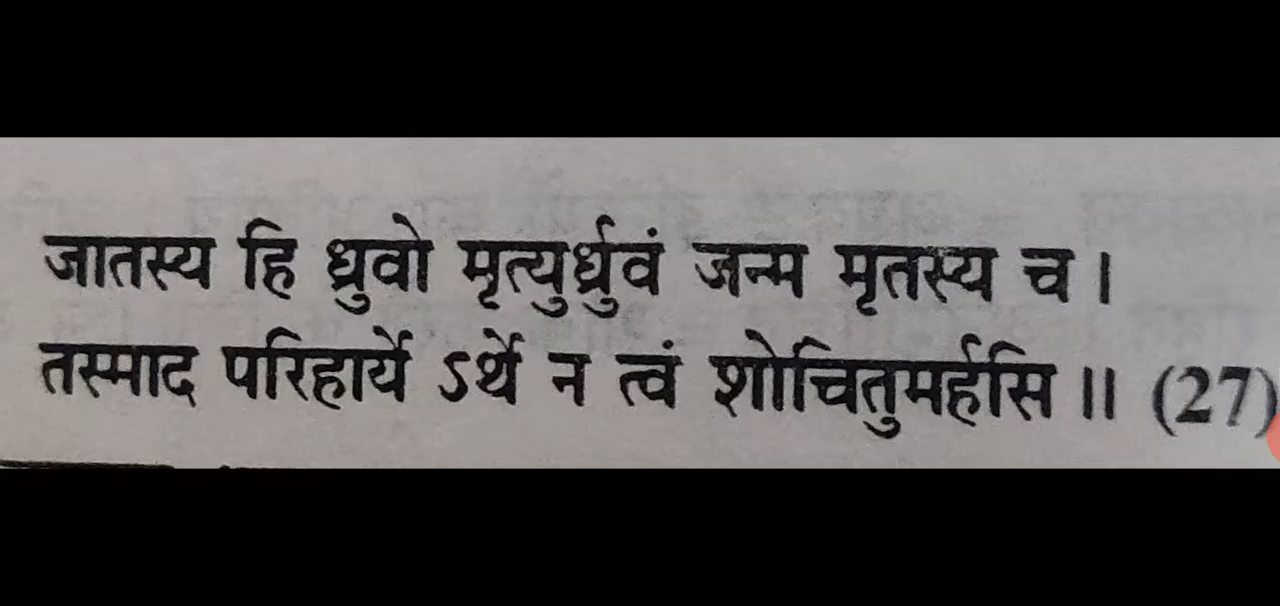 जातस्य हि ध्रुवो मृत्युर्ध्रुवं जन्म मृतस्य च ।
तस्माद परिहार्ये ऽर्थे न त्वं शोचितुमर्हसि ॥ (27)